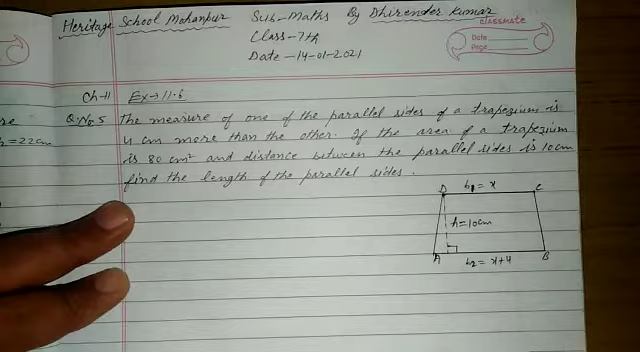 Heritage School Mohanpur Sub-Maths By Dhirender Kumar
classmate
Class-7th
Date
Page
Date-14-01-2021
Ch-11 Ex→11.6
Q.No 5 The measure of one of the parallel sides of a trapezium is
4 cm more than the other. If the area of a trapezium
= 22cm
is 80 cm² and distance between the parallel sides is 10cm
find the length of the parallel sides.
D b1 = x C
h=10cm
A b2 = x+4 B